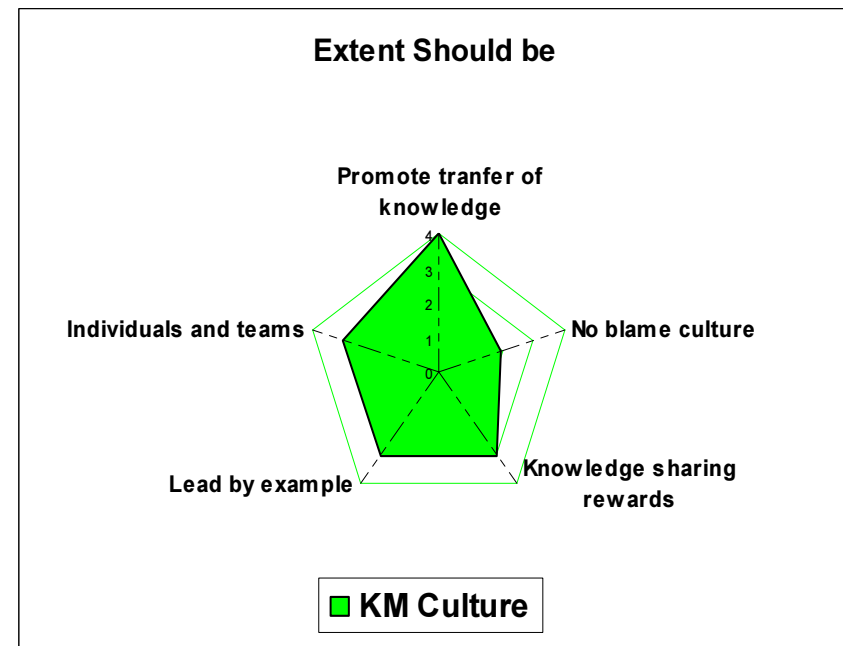 Extent Should be
Promote tranfer of
knowledge
4
3
2
1
0
Individuals and teams
No blame culture
Lead by example
Knowledge sharing
rewards
KM Culture